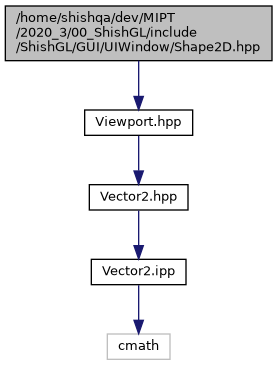 /home/shishqa/dev/MIPT
/2020_3/00_ShishGL/include
/ShishGL/GUI/UIWindow/Shape2D.hpp
Viewport.hpp
Vector2.hpp
Vector2.ipp
cmath